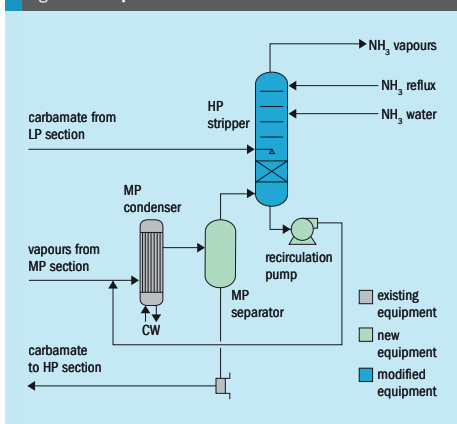 NH3 vapours
HP
stripper
NH3 reflux
NH3 water
carbamate from
LP section
MP
condenser
vapours from
MP section
recirculation
pump
MP
separator
CW
carbamate
to HP section
existing
equipment
new
equipment
modified
equipment